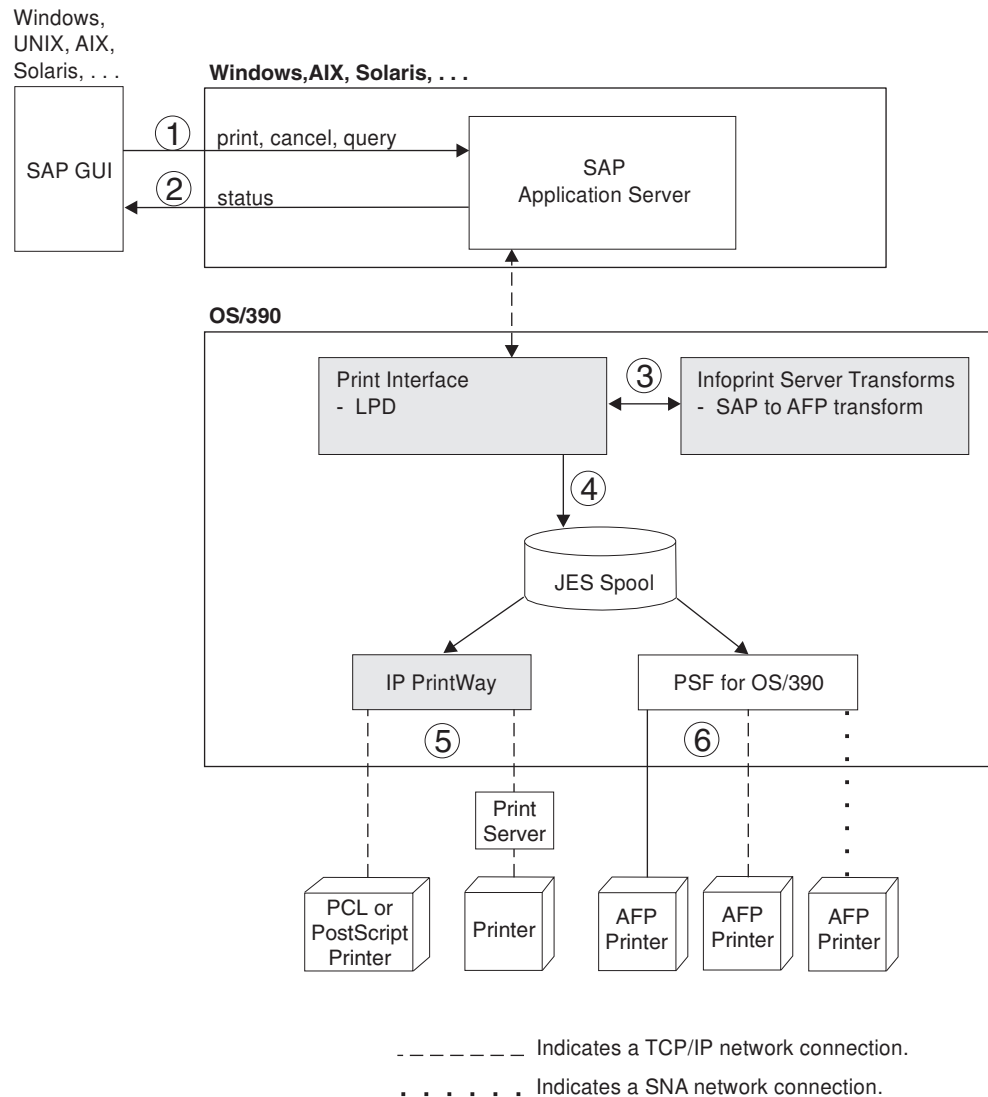 Windows,
UNIX, AIX,
Solaris, . . .
Windows,AIX, Solaris, . . .
SAP GUI
1
print, cancel, query
2
status
SAP
Application Server
OS/390
Print Interface
- LPD
3
Infoprint Server Transforms
- SAP to AFP transform
4
JES Spool
IP PrintWay
PSF for OS/390
5
6
Print
Server
PCL or
PostScript
Printer
Printer
AFP
Printer
AFP
Printer
AFP
Printer
Indicates a TCP/IP network connection.
Indicates a SNA network connection.